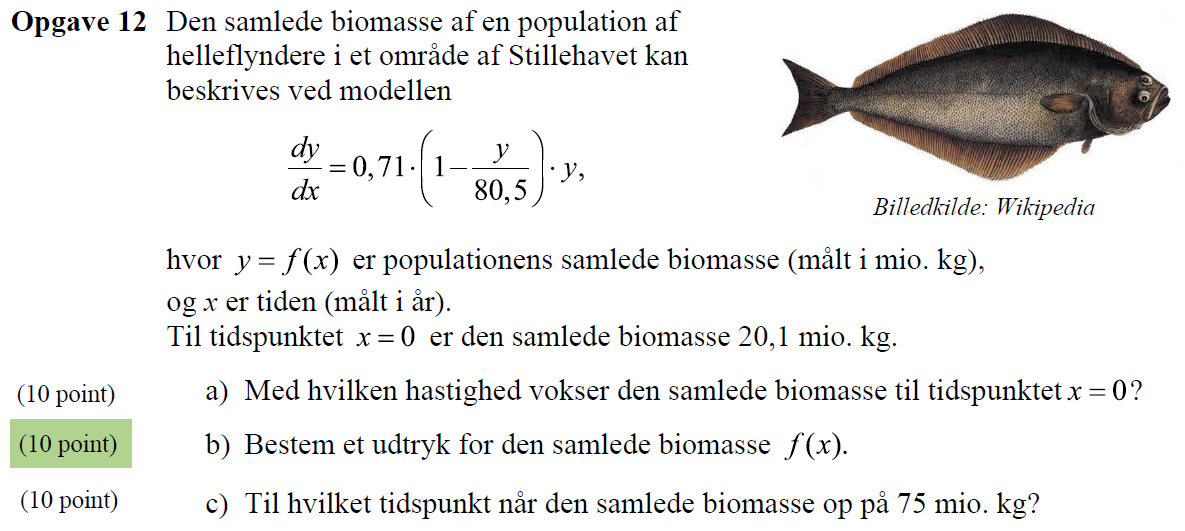 Opgave 12 Den samlede biomasse af en population af
helleflyndere i et område af Stillehavet kan
beskrives ved modellen
dy/dx = 0,71 · (1 − y/80,5) · y,
Billedkilde: Wikipedia
hvor y = f(x) er populationens samlede biomasse (målt i mio. kg),
og x er tiden (målt i år).
Til tidspunktet x = 0 er den samlede biomasse 20,1 mio. kg.
(10 point) a) Med hvilken hastighed vokser den samlede biomasse til tidspunktet x = 0?
(10 point) b) Bestem et udtryk for den samlede biomasse f(x).
(10 point) c) Til hvilket tidspunkt når den samlede biomasse op på 75 mio. kg?